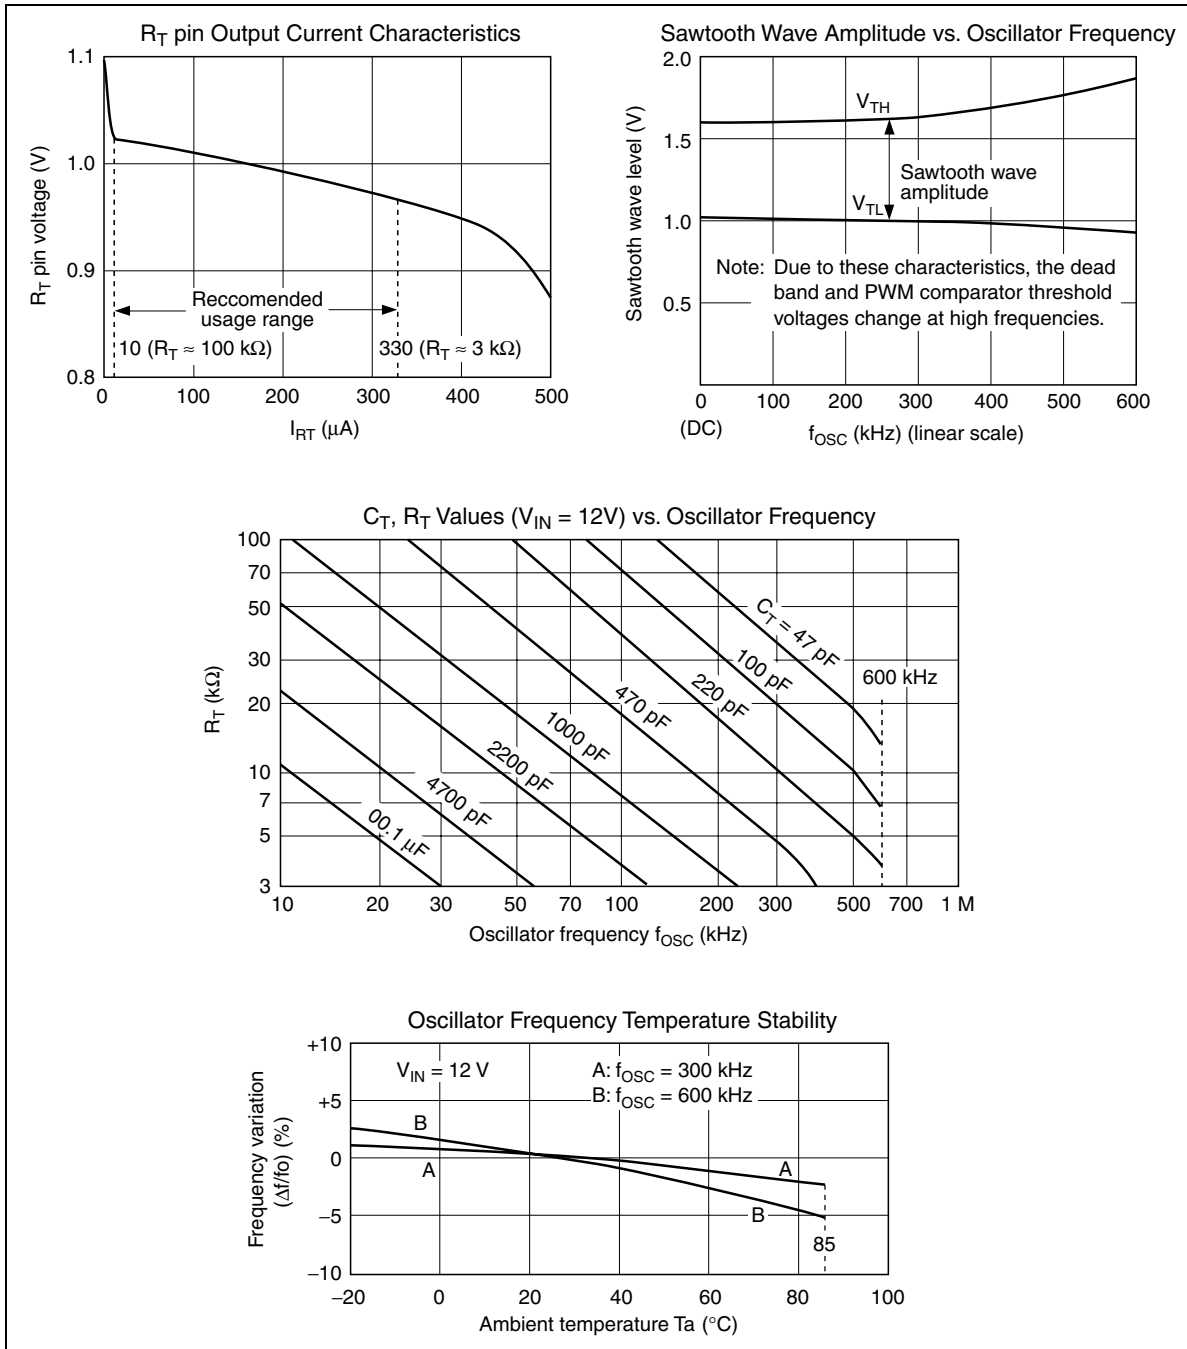 R_T pin Output Current Characteristics
1.1
1.0
0.9
0.8
R_T pin voltage (V)
Reccomended
usage range
10 (R_T ≈ 100 kΩ)
330 (R_T ≈ 3 kΩ)
0 100 200 300 400 500
I_RT (μA)
Sawtooth Wave Amplitude vs. Oscillator Frequency
2.0
1.5
1.0
0.5
Sawtooth wave level (V)
V_TH
Sawtooth wave
amplitude
V_TL
Note: Due to these characteristics, the dead
band and PWM comparator threshold
voltages change at high frequencies.
0 100 200 300 400 500 600
(DC)
f_OSC (kHz) (linear scale)
C_T, R_T Values (V_IN = 12V) vs. Oscillator Frequency
100
70
50
30
20
10
7
5
3
R_T (kΩ)
C_T = 47 pF
100 pF
220 pF
470 pF
1000 pF
2200 pF
4700 pF
00.1 μF
600 kHz
10 20 30 50 70 100 200 300 500 700 1 M
Oscillator frequency f_OSC (kHz)
Oscillator Frequency Temperature Stability
+10
+5
0
−5
−10
Frequency variation
(Δf/fo) (%)
V_IN = 12 V
A: f_OSC = 300 kHz
B: f_OSC = 600 kHz
B
A
A
B
85
−20 0 20 40 60 80 100
Ambient temperature Ta (°C)